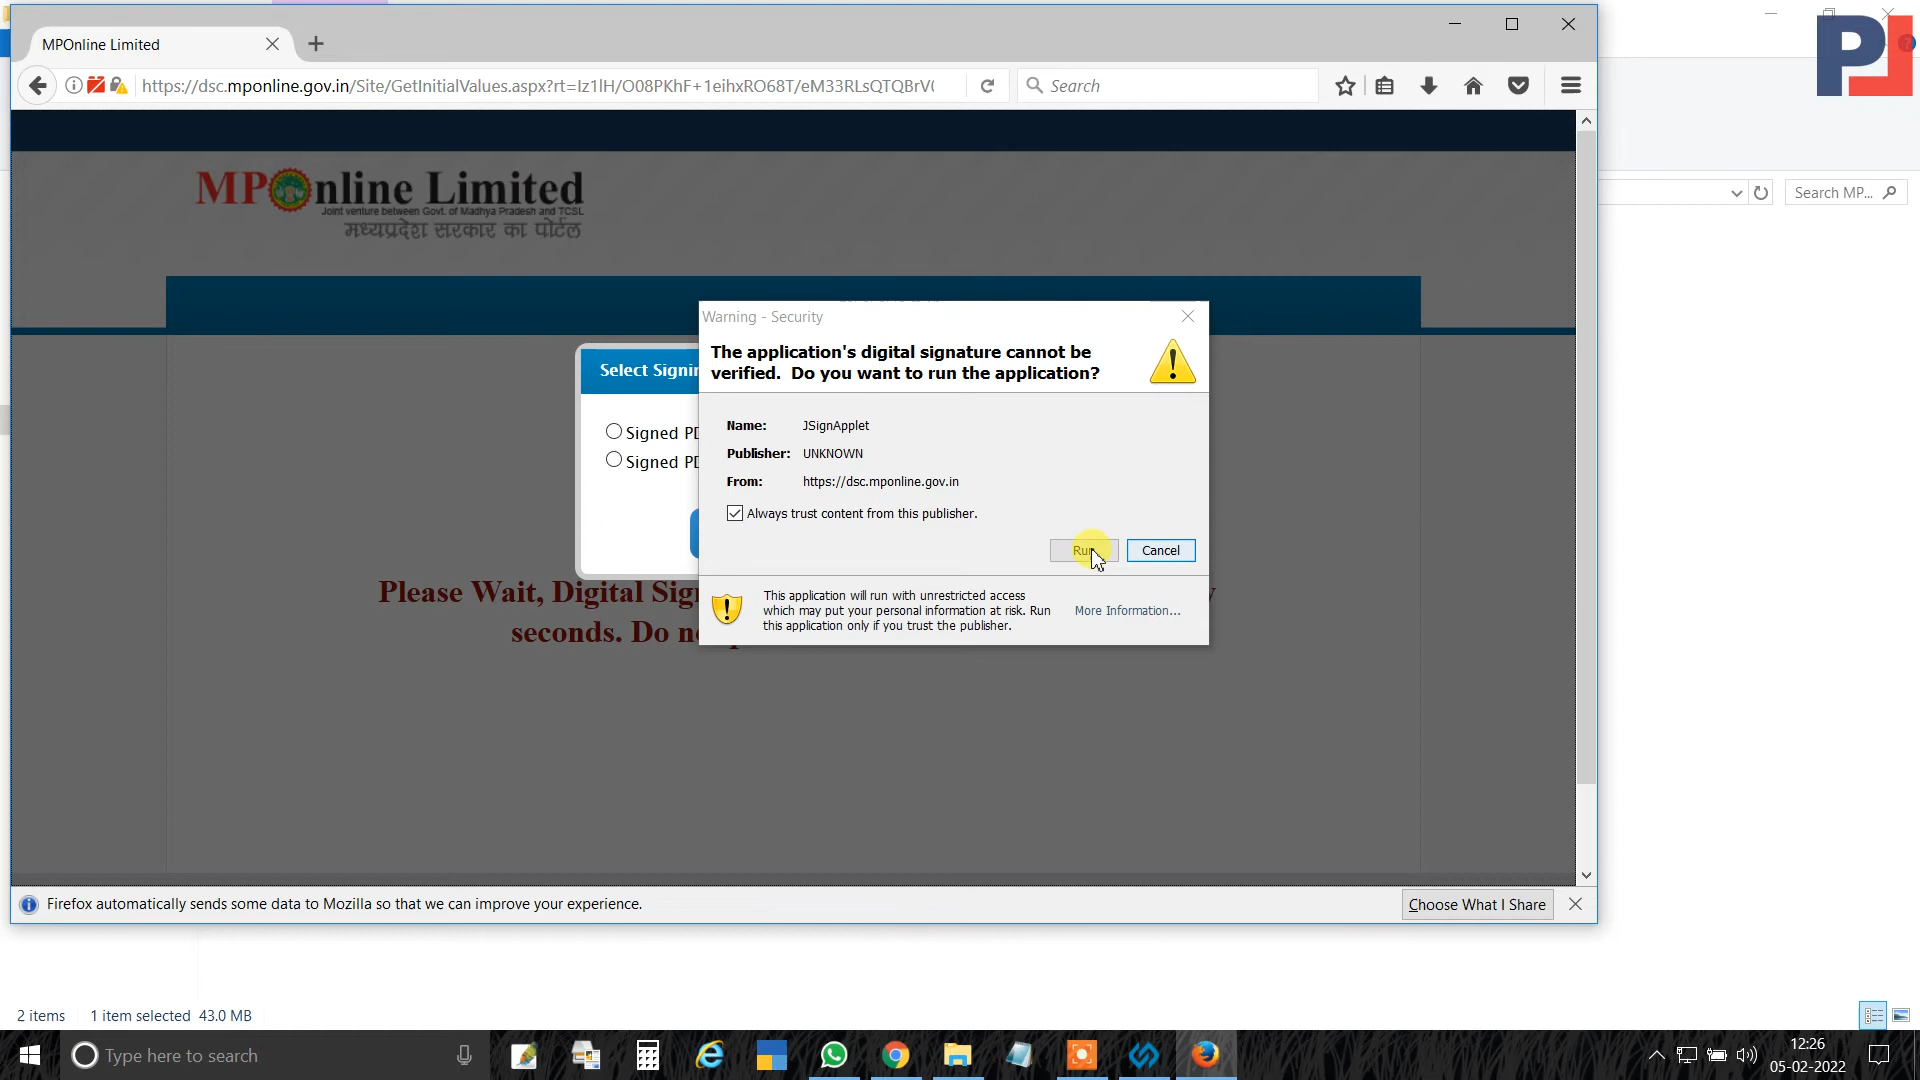 MPOnline Limited
https://dsc.mponline.gov.in/Site/GetInitialValues.aspx?rt=Iz1lH/O08PKhF+1eihxRO68T/eM33RLsQTQBrV(
Search
MPOnline Limited
Joint venture between Govt. of Madhya Pradesh and TCSL
मध्यप्रदेश सरकार का पोर्टल
Search MP...
Warning - Security
The application's digital signature cannot be
verified. Do you want to run the application?
Select Signin
Signed PD
Signed PD
Name: JSignApplet
Publisher: UNKNOWN
From: https://dsc.mponline.gov.in
Always trust content from this publisher.
Run
Cancel
This application will run with unrestricted access
which may put your personal information at risk. Run
this application only if you trust the publisher.
More Information...
Please Wait, Digital Sig
seconds. Do
Firefox automatically sends some data to Mozilla so that we can improve your experience.
Choose What I Share
2 items 1 item selected 43.0 MB
Type here to search
12:26
05-02-2022